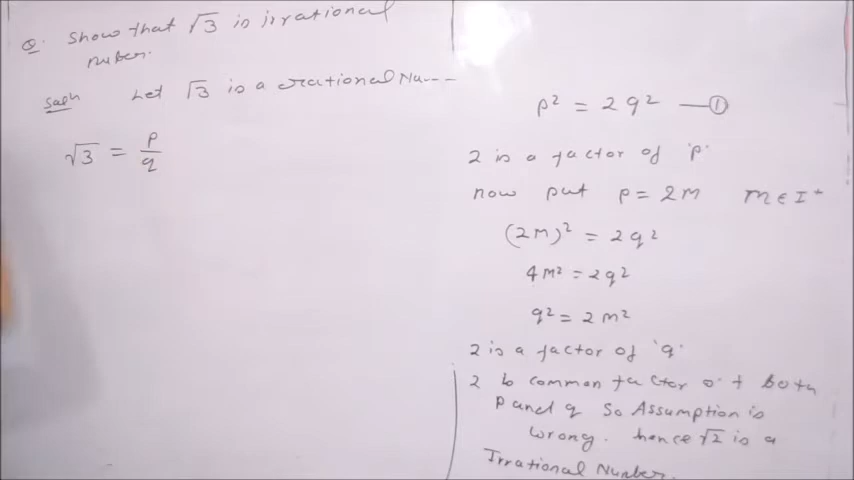 Q. Show that √3 is irrational
number.
Soln Let √3 is a rational Nu---
√3 = p/q
p² = 2q² —①
2 is a factor of 'p'
now put p = 2m m ∈ I⁺
(2m)² = 2q²
4m² = 2q²
q² = 2m²
2 is a factor of 'q'
2 is common factor of both
p and q so Assumption is
wrong. hence √2 is a
Irrational Number.